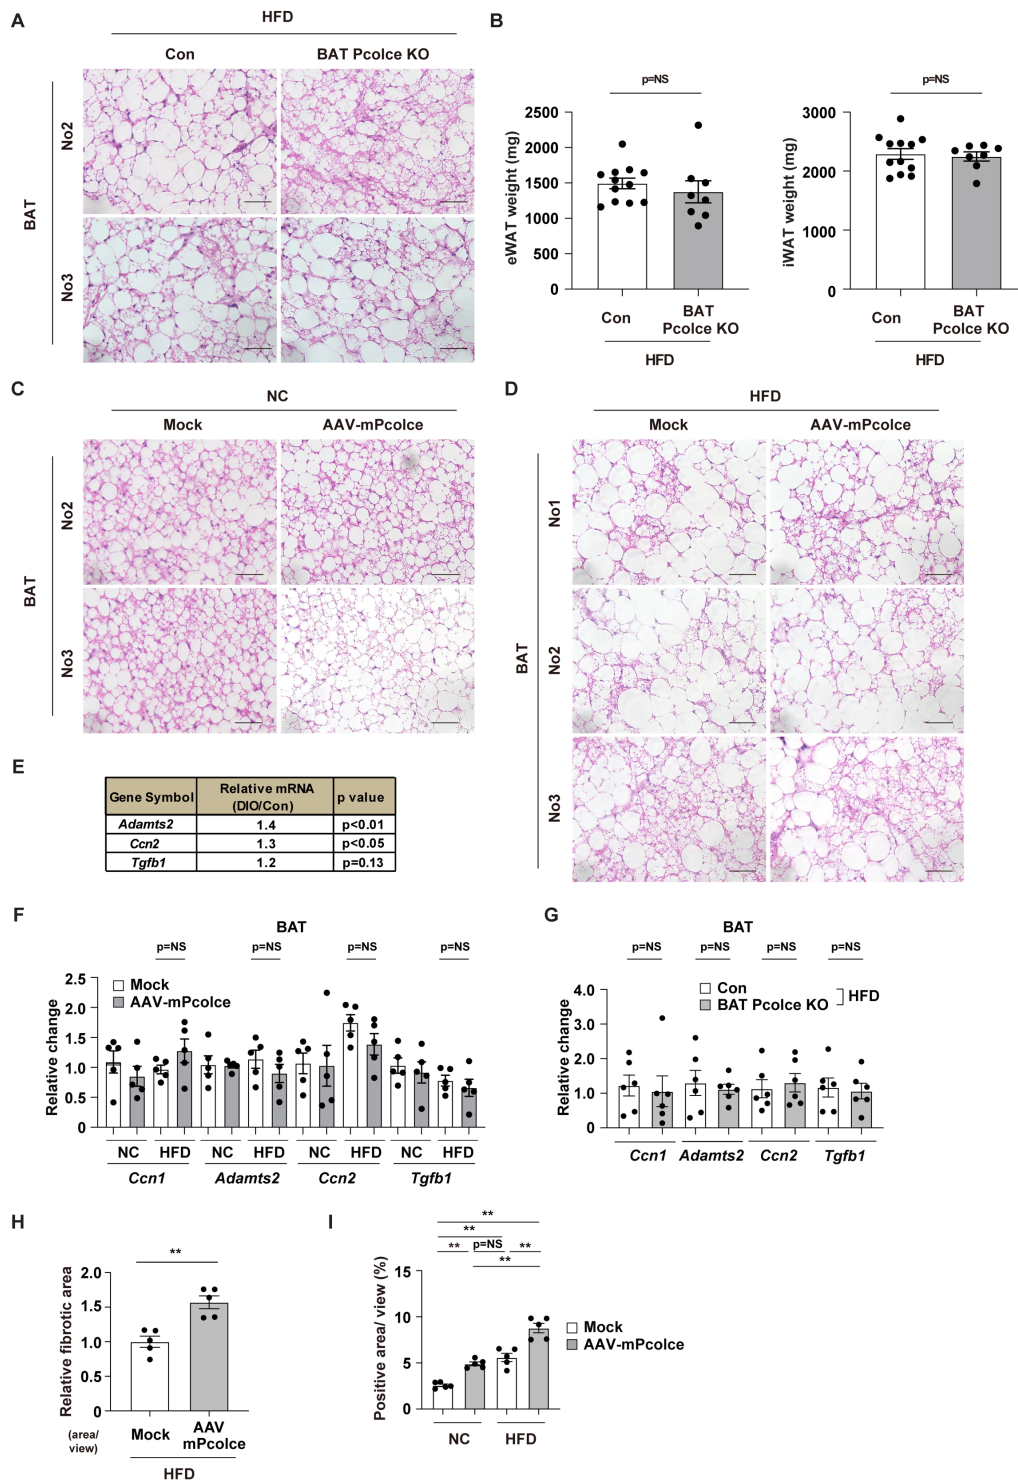 A
HFD
Con
BAT Pcolce KO
BAT
No2
No3
B
p=NS
eWAT weight (mg)
2500
2000
1500
1000
500
0
Con
BAT
Pcolce KO
HFD
p=NS
iWAT weight (mg)
3000
2000
1000
0
Con
BAT
Pcolce KO
HFD
C
NC
Mock
AAV-mPcolce
BAT
No2
No3
D
HFD
Mock
AAV-mPcolce
BAT
No1
No2
No3
E
Gene Symbol Relative mRNA (DIO/Con) p value
Adamts2 1.4 p<0.01
Ccn2 1.3 p<0.05
Tgfb1 1.2 p=0.13
F
BAT
p=NS p=NS p=NS p=NS
Mock
AAV-mPcolce
Relative change
2.5
2.0
1.5
1.0
0.5
0
NC HFD NC HFD NC HFD NC HFD
Ccn1 Adamts2 Ccn2 Tgfb1
G
BAT
p=NS p=NS p=NS p=NS
Con
BAT Pcolce KO
HFD
Relative change
4.0
3.0
2.0
1.0
0
Ccn1 Adamts2 Ccn2 Tgfb1
H
**
Relative fibrotic area
2.0
1.5
1.0
0.5
0
(area/
view)
Mock
AAV
mPcolce
HFD
I
**
**
** p=NS **
**
Positive area/ view (%)
15
10
5
0
Mock
AAV-mPcolce
NC HFD